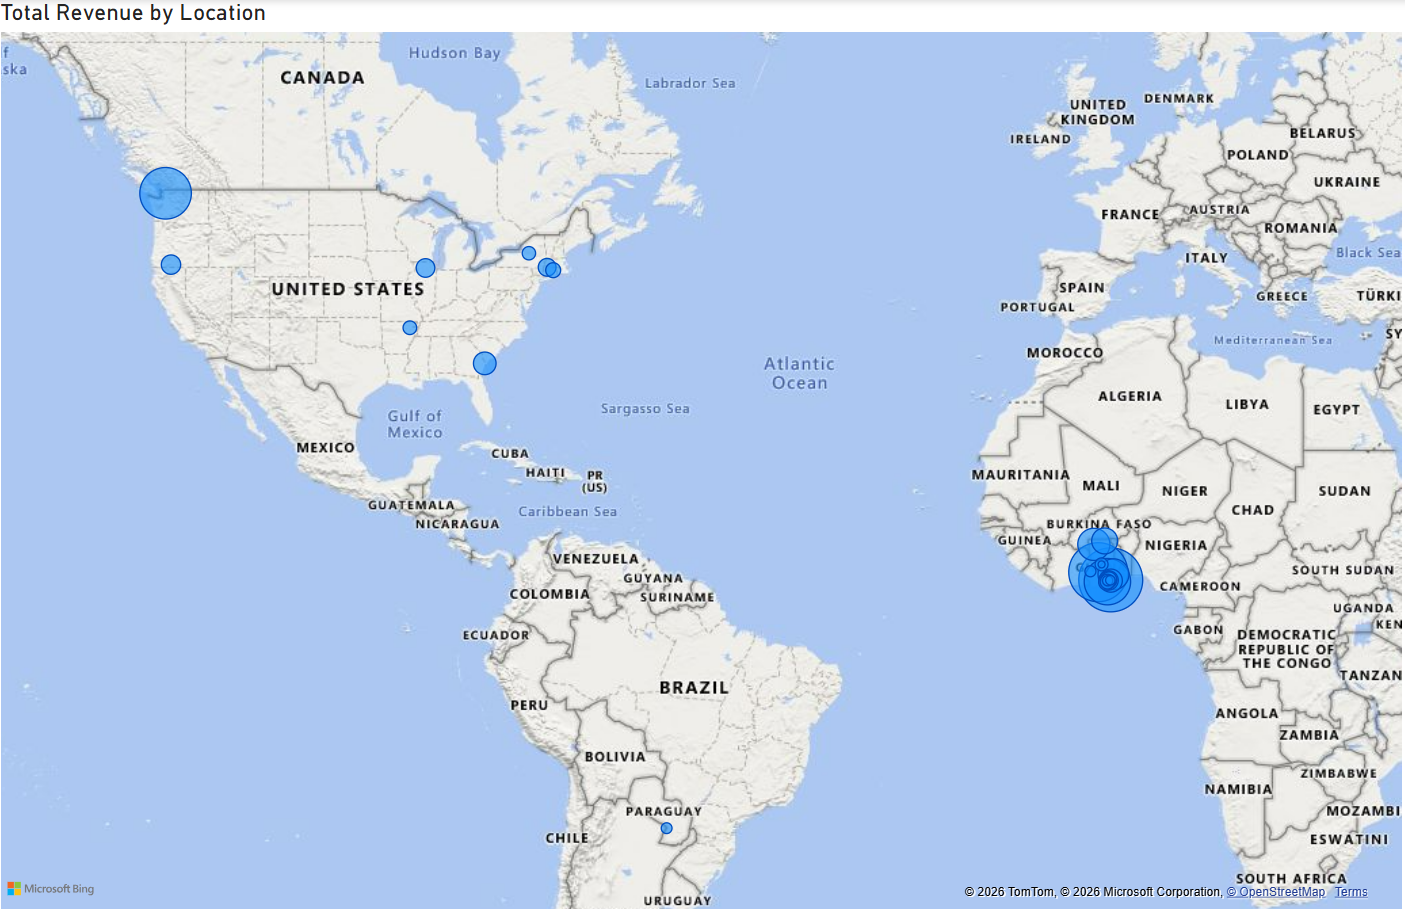 Total Revenue by Location
f
ska
Hudson Bay
CANADA
Labrador Sea
UNITED
KINGDOM
DENMARK
IRELAND
BELARUS
POLAND
UKRAINE
FRANCE
AUSTRIA
ROMANIA
Black Sea
ITALY
UNITED STATES
SPAIN
PORTUGAL
GREECE
TÜRKI
Mediterranean Sea
SY
MOROCCO
Atlantic
Ocean
ALGERIA
LIBYA
EGYPT
Sargasso Sea
Gulf of
Mexico
MEXICO
CUBA
HAITI
PR
(US)
MAURITANIA
MALI
NIGER
SUDAN
CHAD
GUATEMALA
Caribbean Sea
NICARAGUA
BURKINA FASO
GUINEA
NIGERIA
VENEZUELA
GUYANA
SURINAME
COLOMBIA
SOUTH SUDAN
CAMEROON
UGANDA
KEN
ECUADOR
GABON
DEMOCRATIC
REPUBLIC OF
THE CONGO
TANZAN
BRAZIL
PERU
ANGOLA
ZAMBIA
BOLIVIA
ZIMBABWE
NAMIBIA
PARAGUAY
MOZAMBI
CHILE
ESWATINI
SOUTH AFRICA
URUGUAY
Microsoft Bing
© 2026 TomTom, © 2026 Microsoft Corporation, © OpenStreetMap Terms